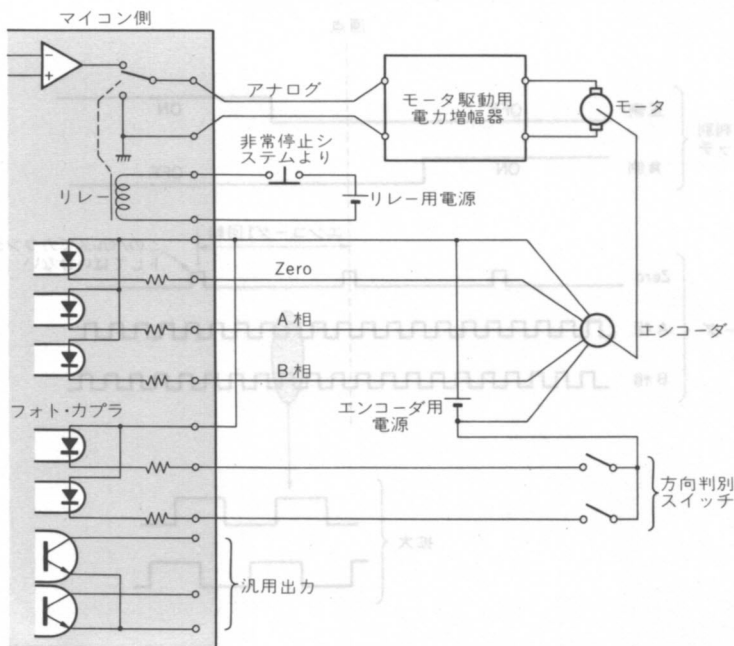 マイコン側
アナログ
モータ駆動用
電力増幅器
モータ
非常停止シ
ステムより
リレー
リレー用電源
Zero
A相
エンコーダ
B相
フォト・カプラ
エンコーダ用
電源
方向判別
スイッチ
汎用出力